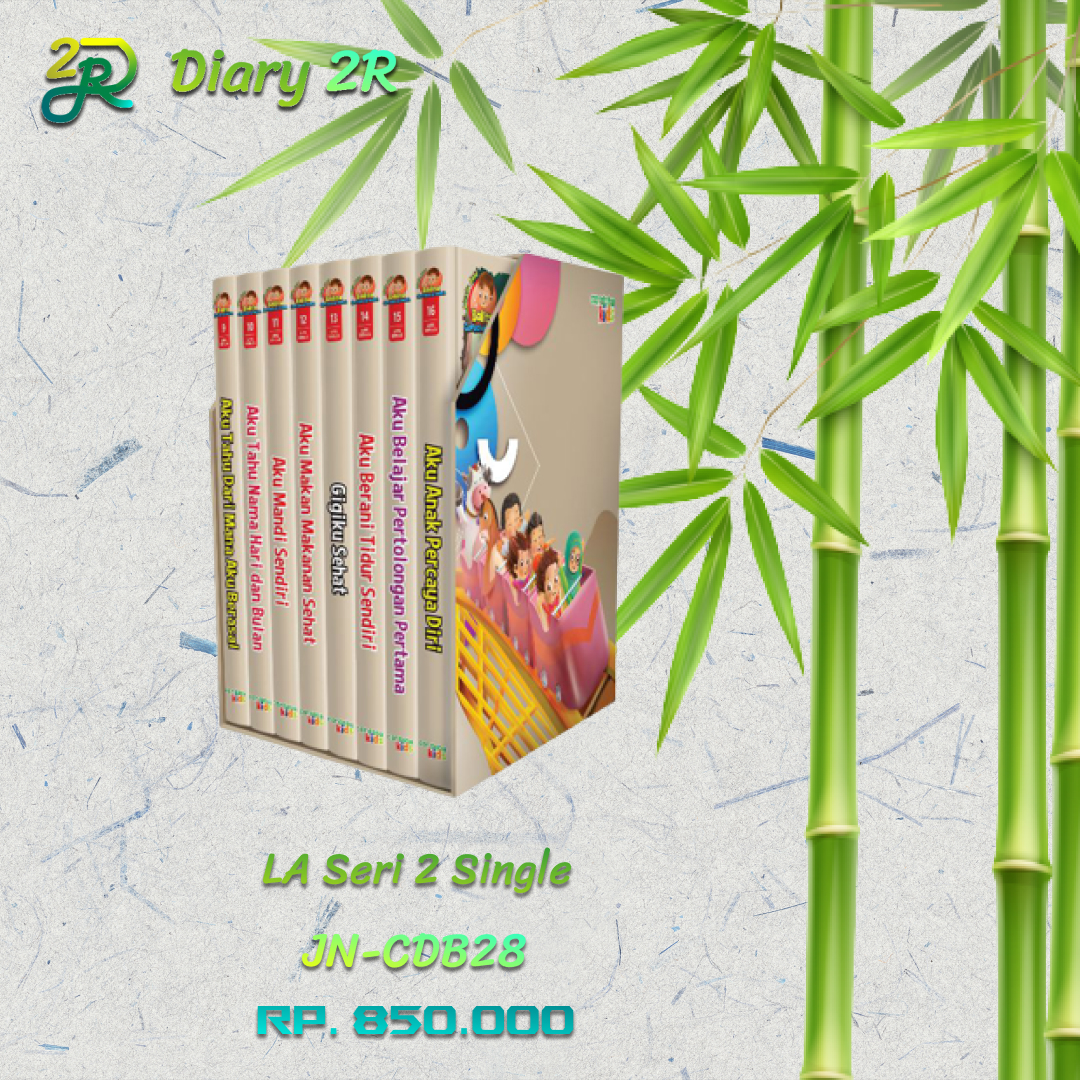 2R
Diary 2R
9
10
11
12
13
14
15
16
Aku Tahu Dari Mana Aku Berasal
Aku Tahu Nama Hari dan Bulan
Aku Mandi Sendiri
Aku Makan Makanan Sehat
Gigiku Sehat
Aku Berani Tidur Sendiri
Aku Belajar Pertolongan Pertama
Aku Anak Percaya Diri
kids
LA Seri 2 Single
JN-CDB28
RP. 850.000